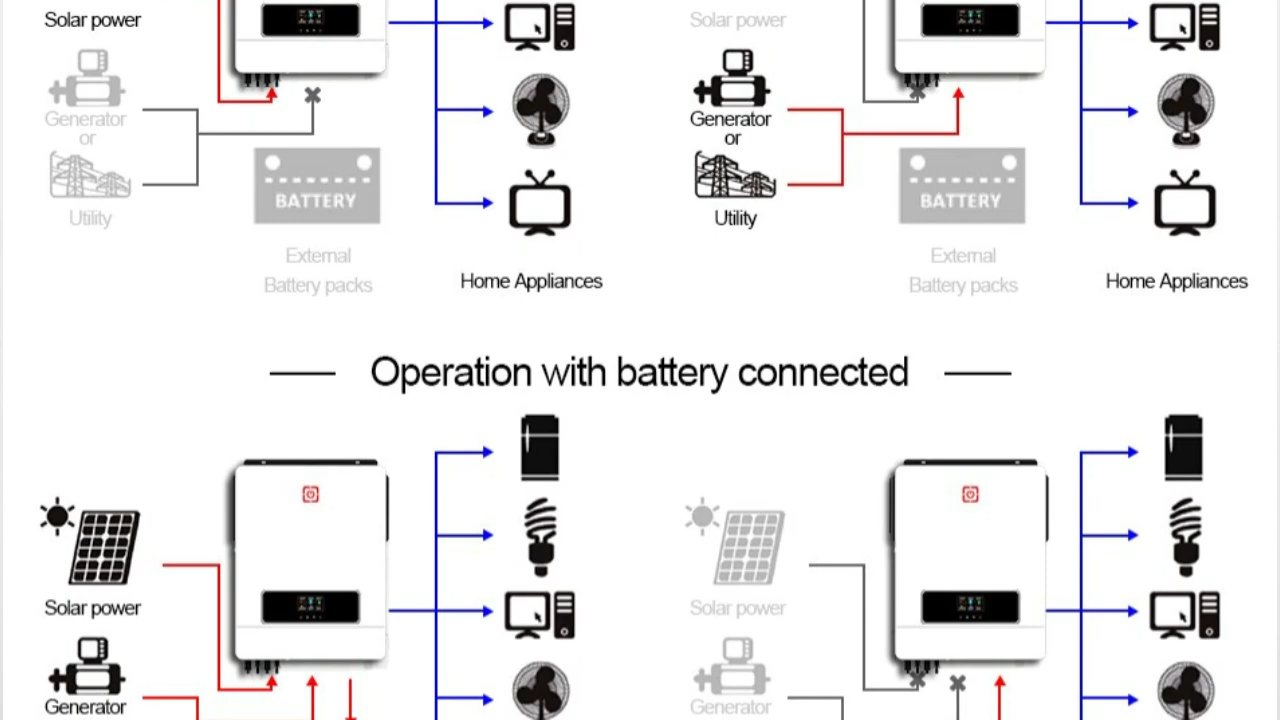 Solar power
Generator
or
Utility
BATTERY
External
Battery packs
Home Appliances
Solar power
Generator
or
Utility
BATTERY
External
Battery packs
Home Appliances
Operation with battery connected
Solar power
Generator
Solar power
Generator